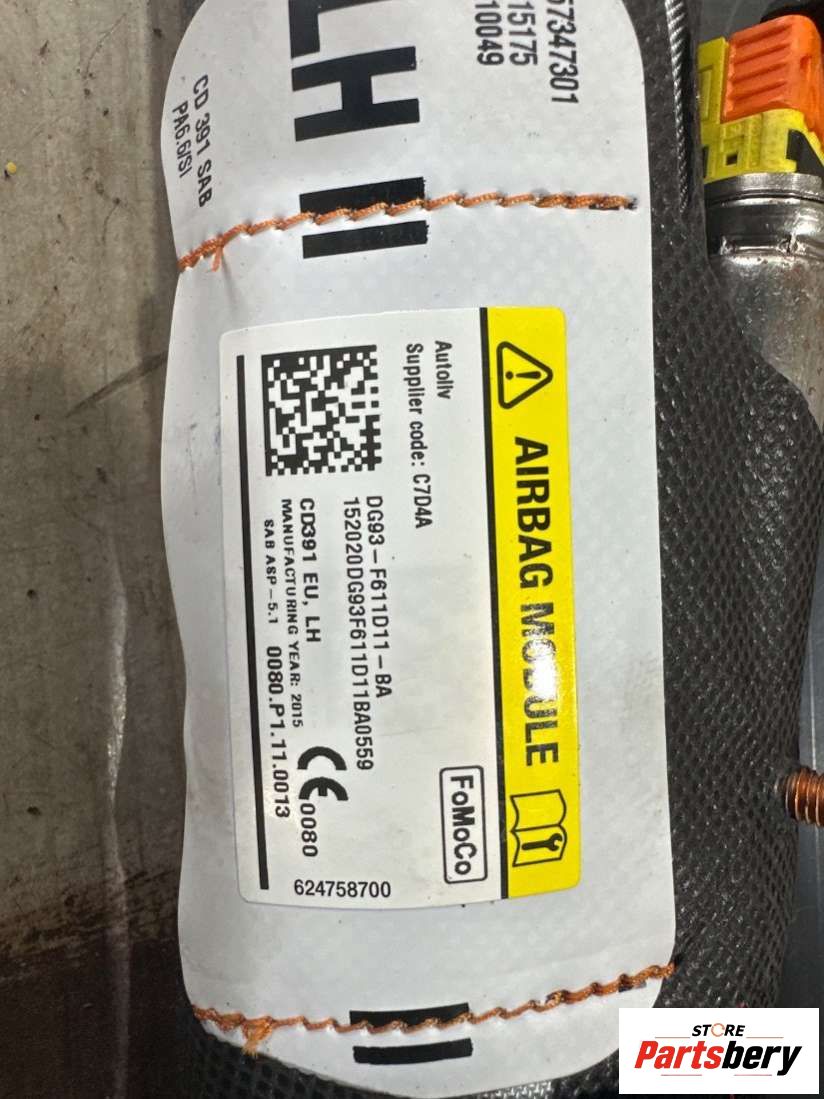 LH
57347301
15175
10049
CD 391 SAB
PA6.6/SI
AIRBAG MODULE
Autoliv
Supplier code: C7D4A
FoMoCo
DG93-F611D11-BA
152020DG93F611D11BA0559
CD391 EU, LH
MANUFACTURING YEAR: 2015
SAB ASP-5.1 0080.P1.11.0013
CE 0080
624758700
STORE
Partsbery